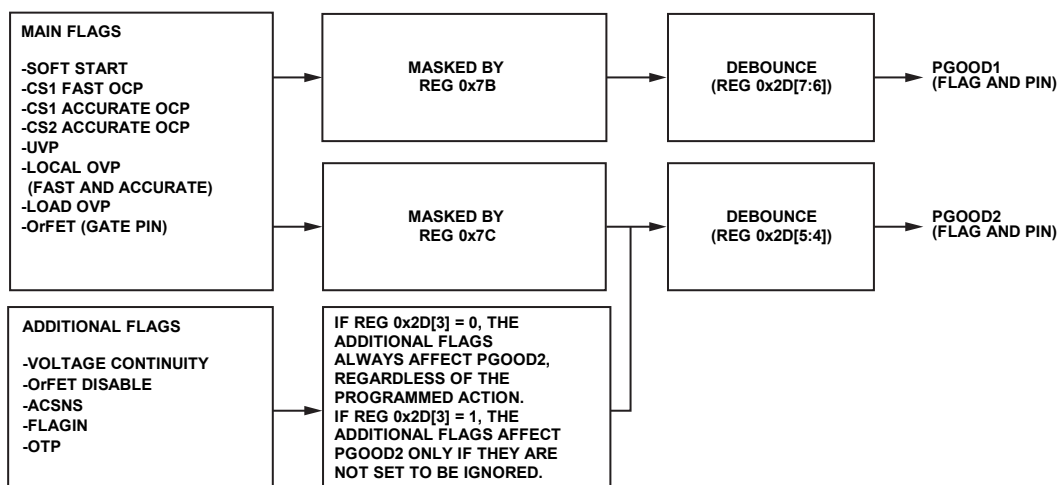 MAIN FLAGS
-SOFT START
-CS1 FAST OCP
-CS1 ACCURATE OCP
-CS2 ACCURATE OCP
-UVP
-LOCAL OVP
(FAST AND ACCURATE)
-LOAD OVP
-OrFET (GATE PIN)
MASKED BY
REG 0x7B
DEBOUNCE
(REG 0x2D[7:6])
PGOOD1
(FLAG AND PIN)
MASKED BY
REG 0x7C
DEBOUNCE
(REG 0x2D[5:4])
PGOOD2
(FLAG AND PIN)
ADDITIONAL FLAGS
-VOLTAGE CONTINUITY
-OrFET DISABLE
-ACSNS
-FLAGIN
-OTP
IF REG 0x2D[3] = 0, THE
ADDITIONAL FLAGS
ALWAYS AFFECT PGOOD2,
REGARDLESS OF THE
PROGRAMMED ACTION.
IF REG 0x2D[3] = 1, THE
ADDITIONAL FLAGS AFFECT
PGOOD2 ONLY IF THEY ARE
NOT SET TO BE IGNORED.